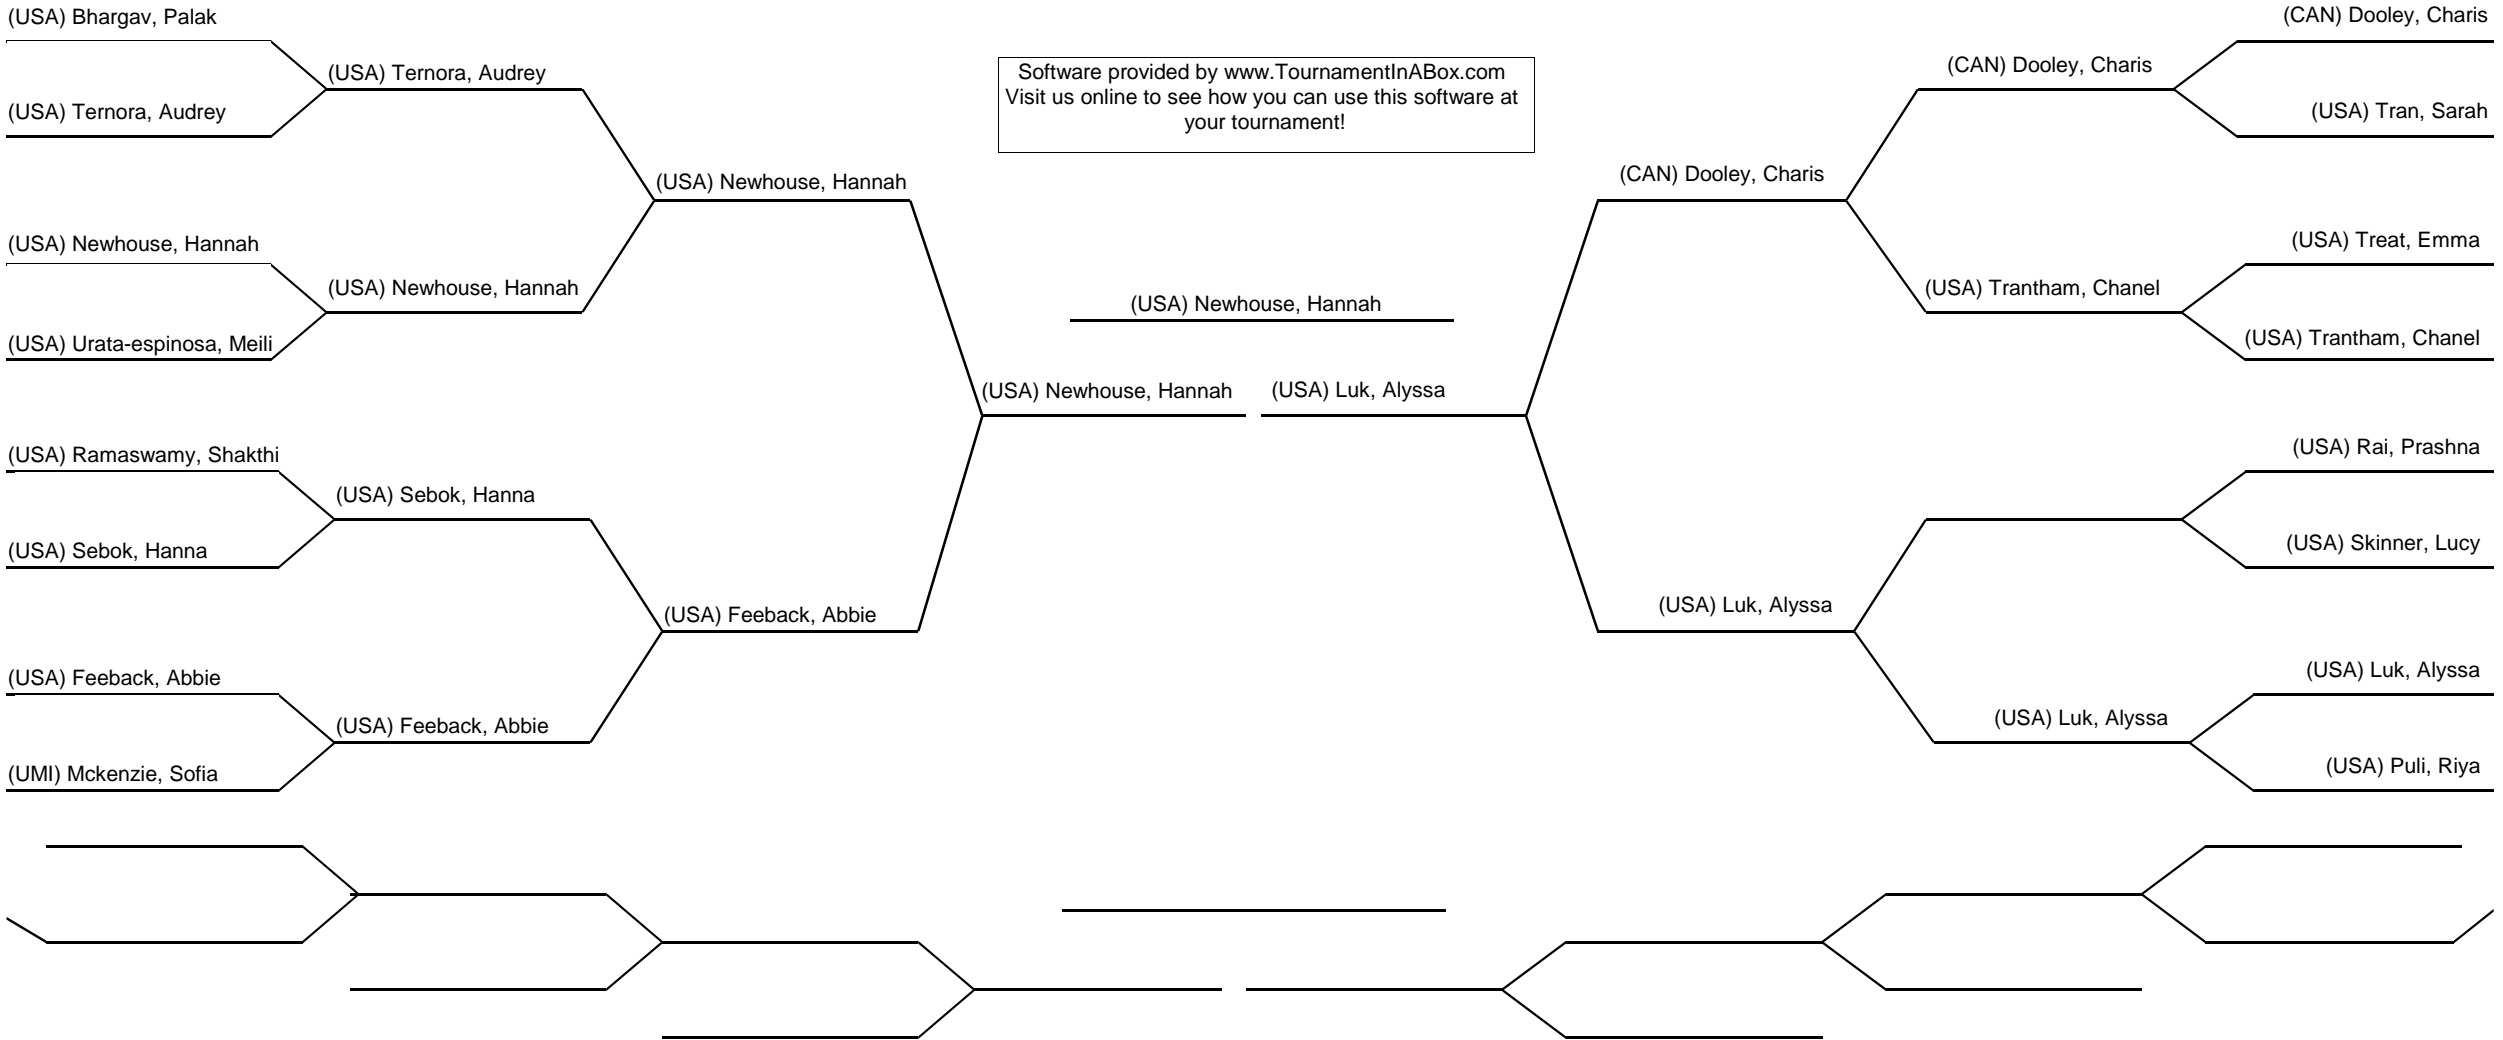 (USA) Bhargav, Palak
(USA) Ternora, Audrey
(USA) Newhouse, Hannah
(USA) Urata-espinosa, Meili
(USA) Ramaswamy, Shakthi
(USA) Sebok, Hanna
(USA) Feeback, Abbie
(UMI) Mckenzie, Sofia
(USA) Ternora, Audrey
(USA) Newhouse, Hannah
(USA) Sebok, Hanna
(USA) Feeback, Abbie
(USA) Newhouse, Hannah
(USA) Feeback, Abbie
(USA) Newhouse, Hannah
Software provided by www.TournamentInABox.com
Visit us online to see how you can use this software at
your tournament!
(USA) Newhouse, Hannah
(USA) Luk, Alyssa
(CAN) Dooley, Charis
(USA) Luk, Alyssa
(CAN) Dooley, Charis
(USA) Trantham, Chanel
(USA) Luk, Alyssa
(CAN) Dooley, Charis
(USA) Tran, Sarah
(USA) Treat, Emma
(USA) Trantham, Chanel
(USA) Rai, Prashna
(USA) Skinner, Lucy
(USA) Luk, Alyssa
(USA) Puli, Riya